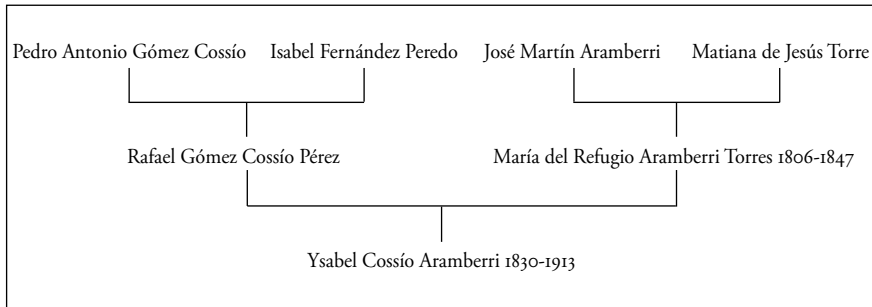 Pedro Antonio Gómez Cossío Isabel Fernández Peredo José Martín Aramberri Matiana de Jesús Torre
Rafael Gómez Cossío Pérez María del Refugio Aramberri Torres 1806-1847
Ysabel Cossío Aramberri 1830-1913